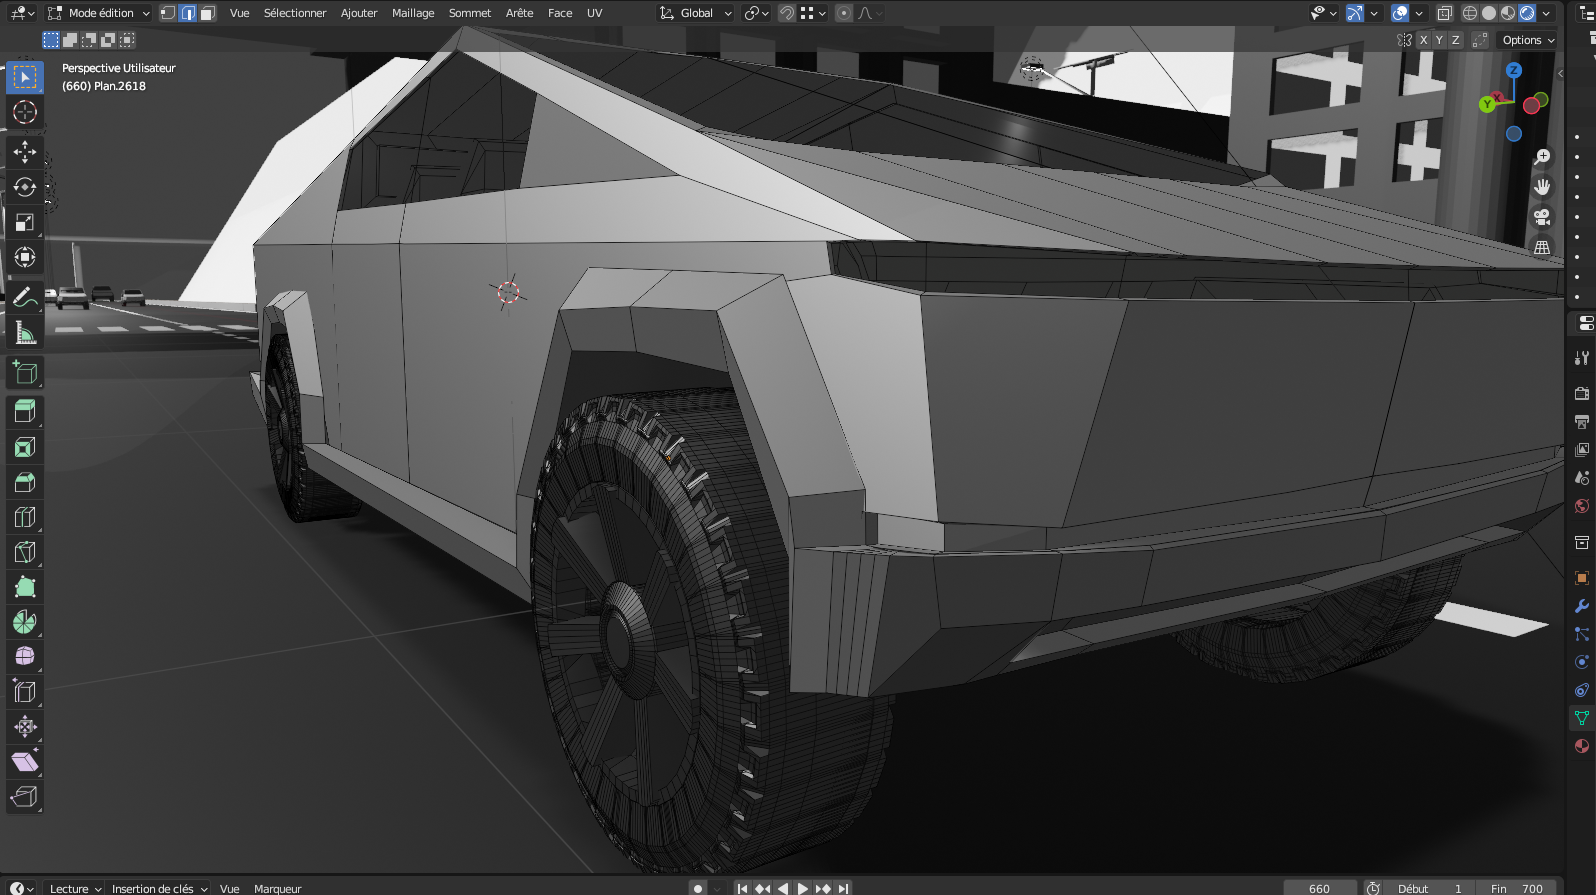 Mode édition Vue Sélectionner Ajouter Maillage Sommet Arête Face UV Global
X Y Z Options
Perspective Utilisateur
(660) Plan.2618
Z
X
Y
Lecture Insertion de clés Vue Marqueur 660 Début 1 Fin 700